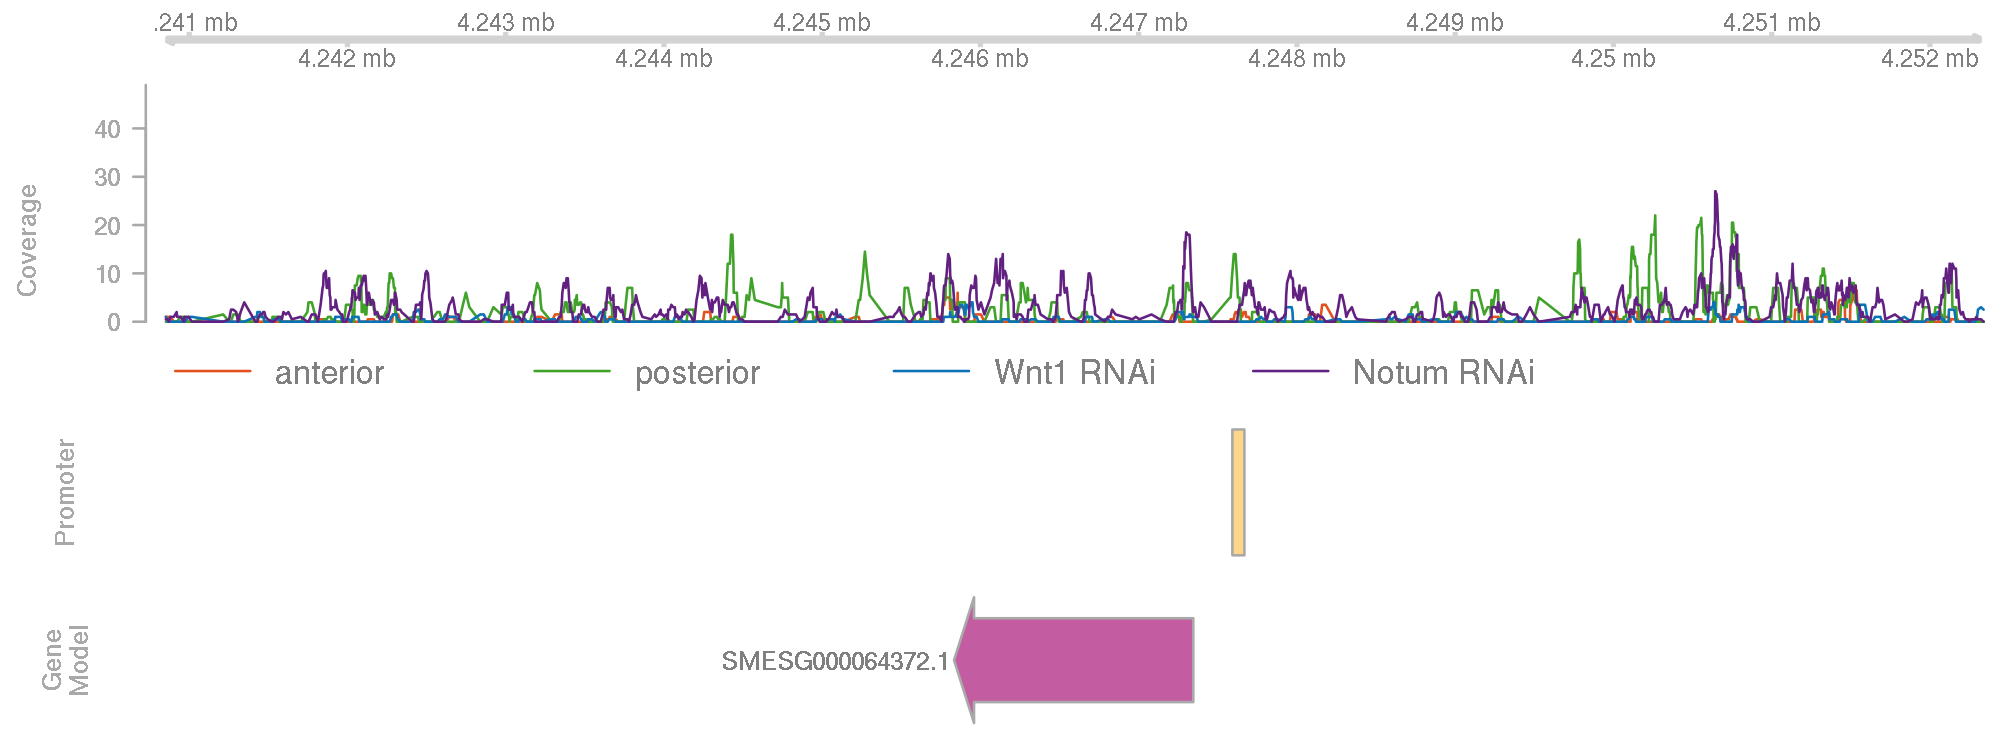 .241 mb 4.243 mb 4.245 mb 4.247 mb 4.249 mb 4.251 mb
4.242 mb 4.244 mb 4.246 mb 4.248 mb 4.25 mb 4.252 mb
Coverage
40
30
20
10
0
anterior posterior Wnt1 RNAi Notum RNAi
Promoter
Gene
Model
SMESG000064372.1